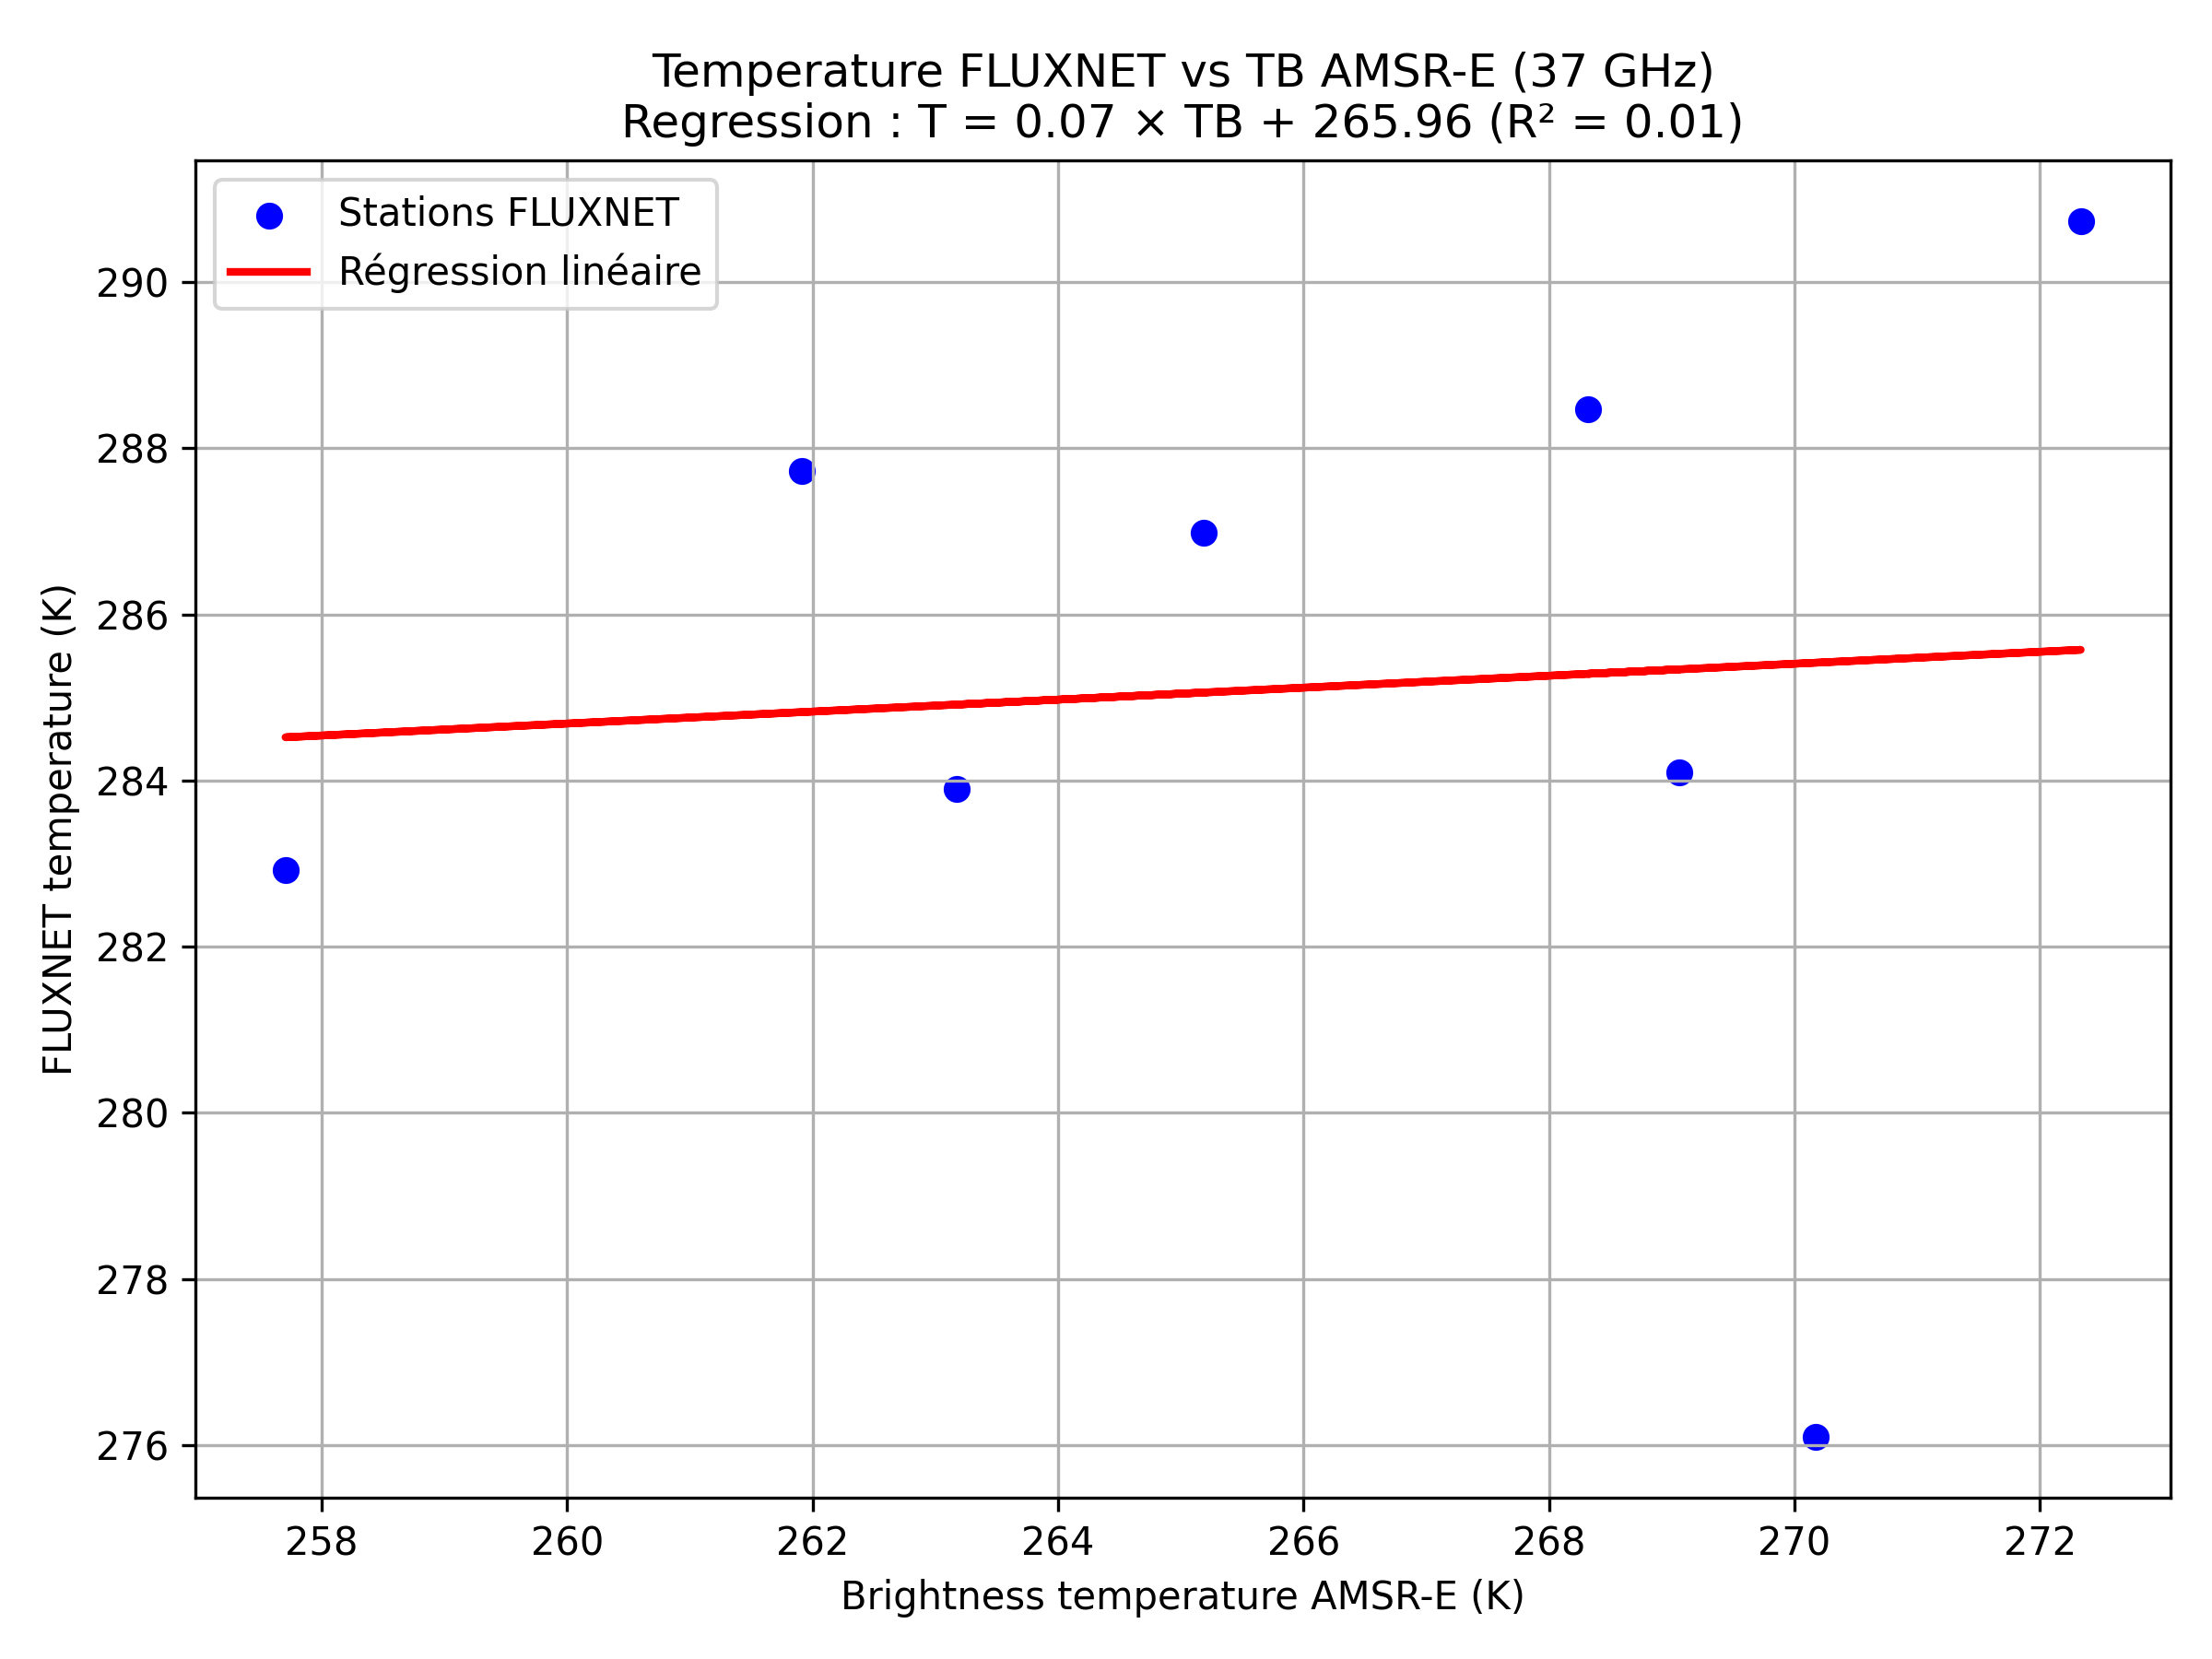 Temperature FLUXNET vs TB AMSR-E (37 GHz)
Regression : T = 0.07 × TB + 265.96 (R² = 0.01)
Stations FLUXNET
Régression linéaire
FLUXNET temperature (K)
290
288
286
284
282
280
278
276
258 260 262 264 266 268 270 272
Brightness temperature AMSR-E (K)